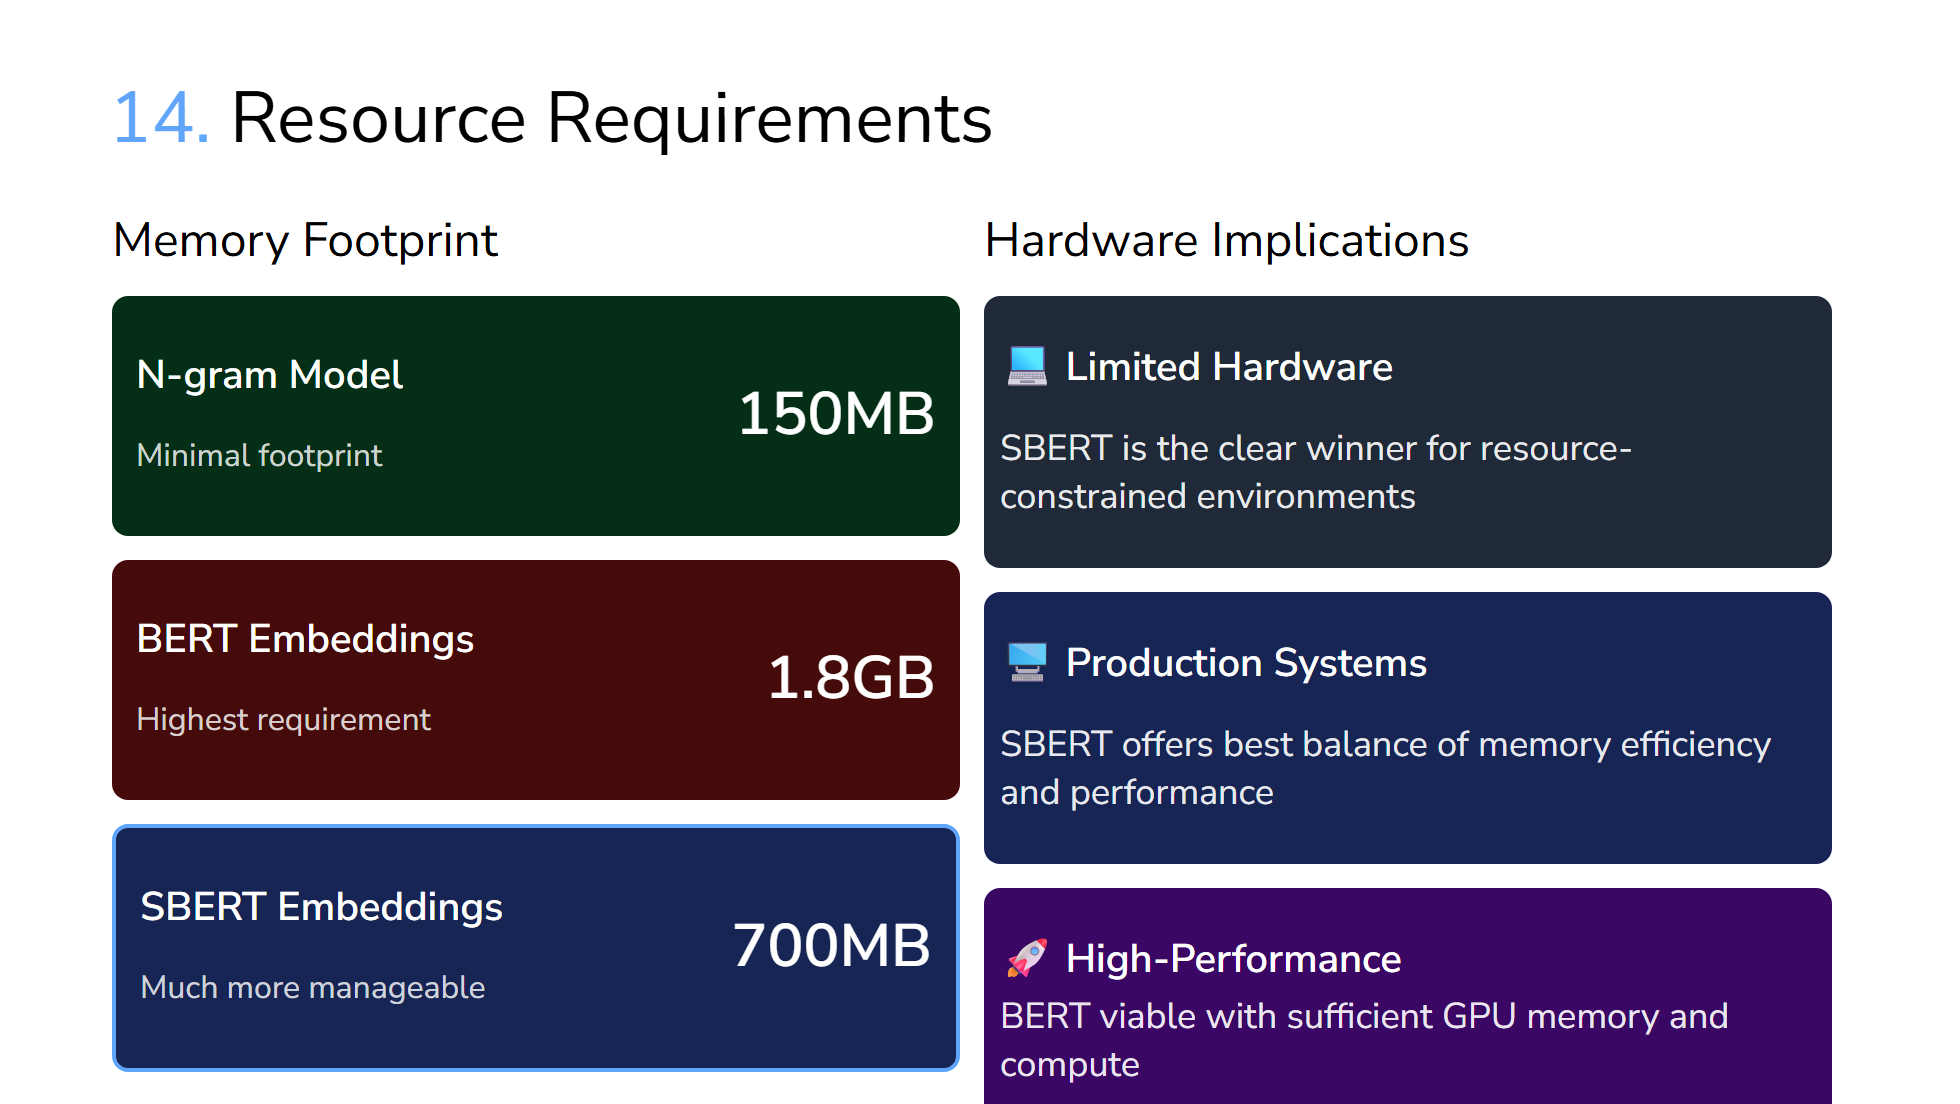 14. Resource Requirements
Memory Footprint
N-gram Model
Minimal footprint
150MB
BERT Embeddings
Highest requirement
1.8GB
SBERT Embeddings
Much more manageable
700MB
Hardware Implications
Limited Hardware
SBERT is the clear winner for resource-
constrained environments
Production Systems
SBERT offers best balance of memory efficiency
and performance
High-Performance
BERT viable with sufficient GPU memory and
compute